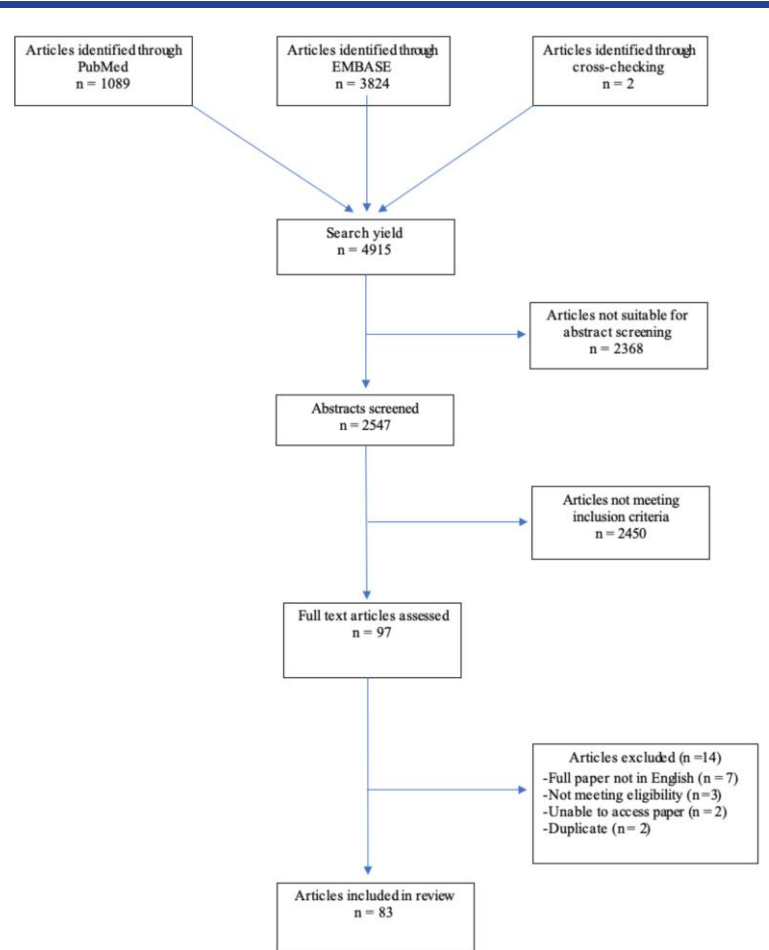 Articles identified through
PubMed
n = 1089
Articles identified through
EMBASE
n = 3824
Articles identified through
cross-checking
n = 2
Search yield
n = 4915
Articles not suitable for
abstract screening
n = 2368
Abstracts screened
n = 2547
Articles not meeting
inclusion criteria
n = 2450
Full text articles assessed
n = 97
Articles excluded (n =14)
-Full paper not in English (n = 7)
-Not meeting eligibility (n=3)
-Unable to access paper (n = 2)
-Duplicate (n= 2)
Articles included in review
n = 83